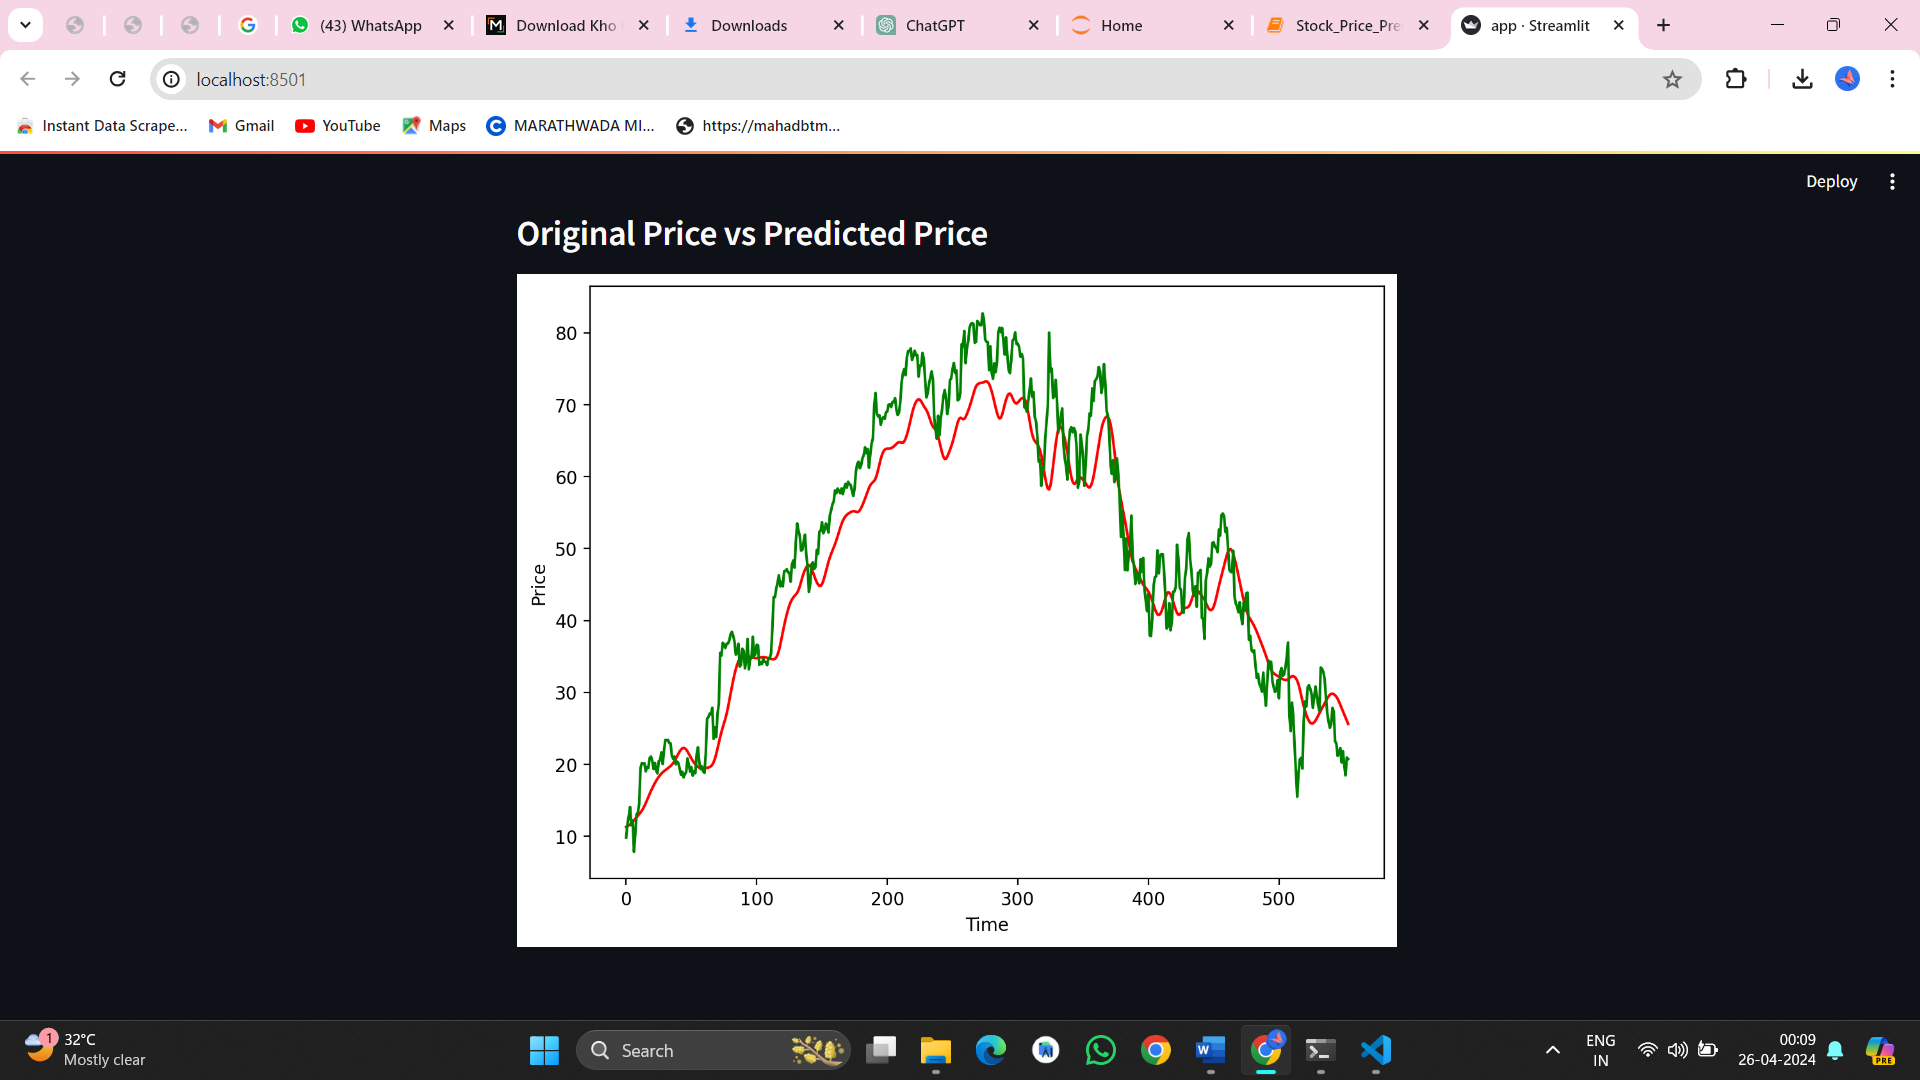 (43) WhatsApp
Download Kho
Downloads
ChatGPT
Home
Stock_Price_Pre
app · Streamlit
localhost:8501
Instant Data Scrape...
Gmail
YouTube
Maps
MARATHWADA MI...
https://mahadbtm...
Deploy
Original Price vs Predicted Price
80
70
60
50
40
30
20
10
Price
0 100 200 300 400 500
Time
1
32°C
Mostly clear
Search
ENG
IN
00:09
26-04-2024
PRE